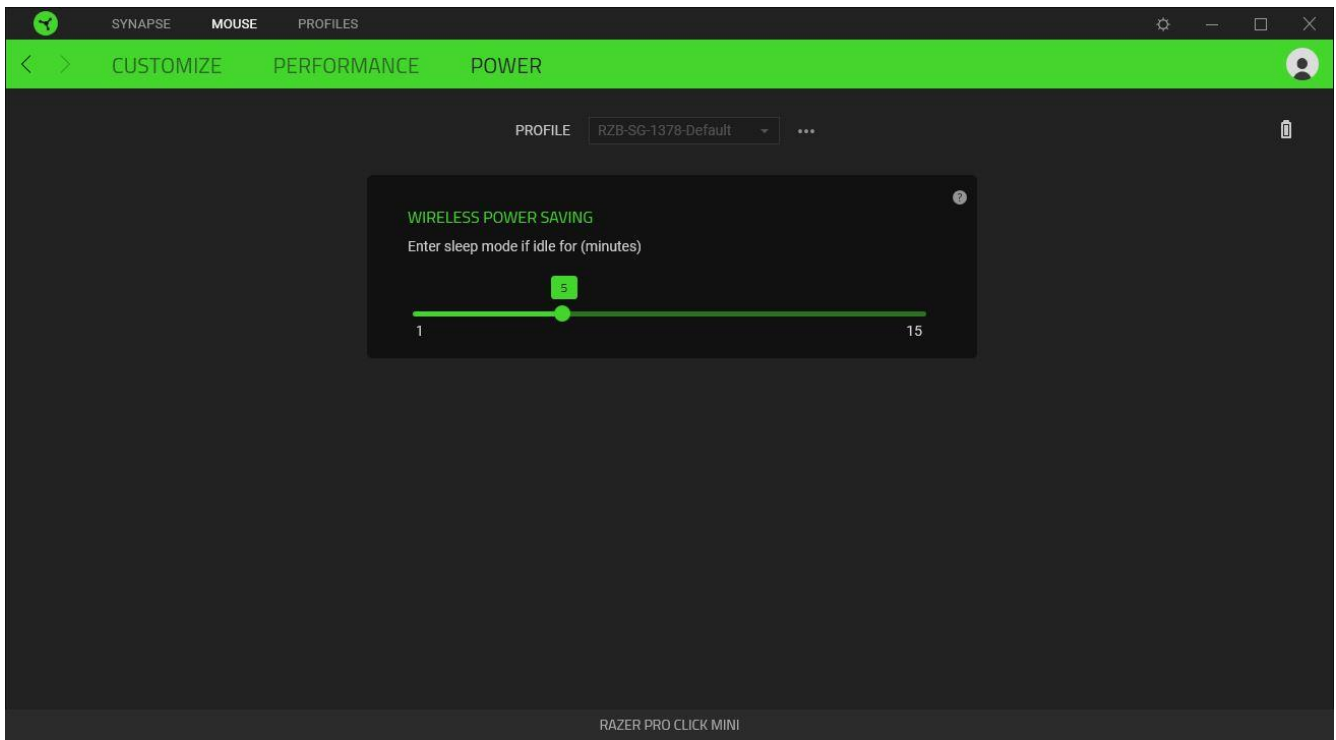 SYNAPSE MOUSE PROFILES
CUSTOMIZE PERFORMANCE POWER
PROFILE RZB-SG-1378-Default
WIRELESS POWER SAVING
Enter sleep mode if idle for (minutes)
5
1 15
RAZER PRO CLICK MINI